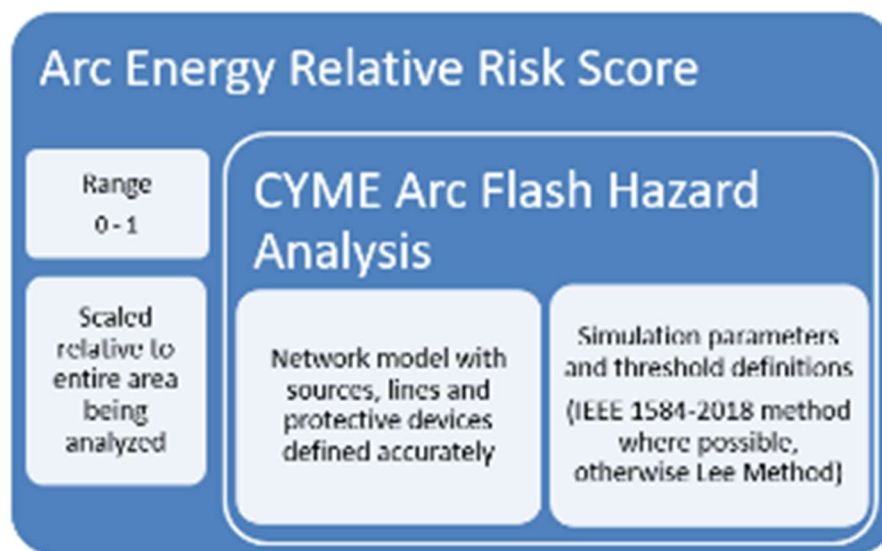 Arc Energy Relative Risk Score
Range
0 - 1
Scaled
relative to
entire area
being
analyzed
CYME Arc Flash Hazard
Analysis
Network model with
sources, lines and
protective devices
defined accurately
Simulation parameters
and threshold definitions
(IEEE 1584-2018 method
where possible,
otherwise Lee Method)